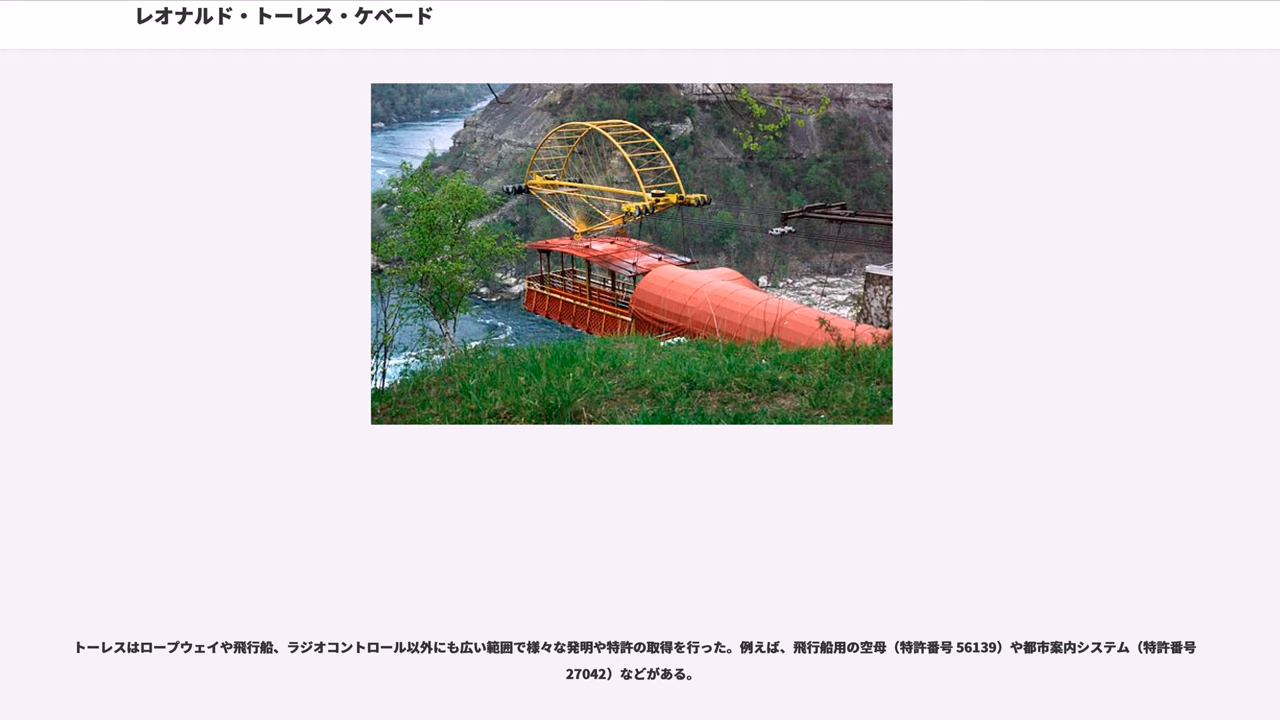 レオナルド・トーレス・ケベード
トーレスはロープウェイや飛行船、ラジオコントロール以外にも広い範囲で様々な発明や特許の取得を行った。例えば、飛行船用の空母（特許番号 56139）や都市案内システム（特許番号
27042）などがある。